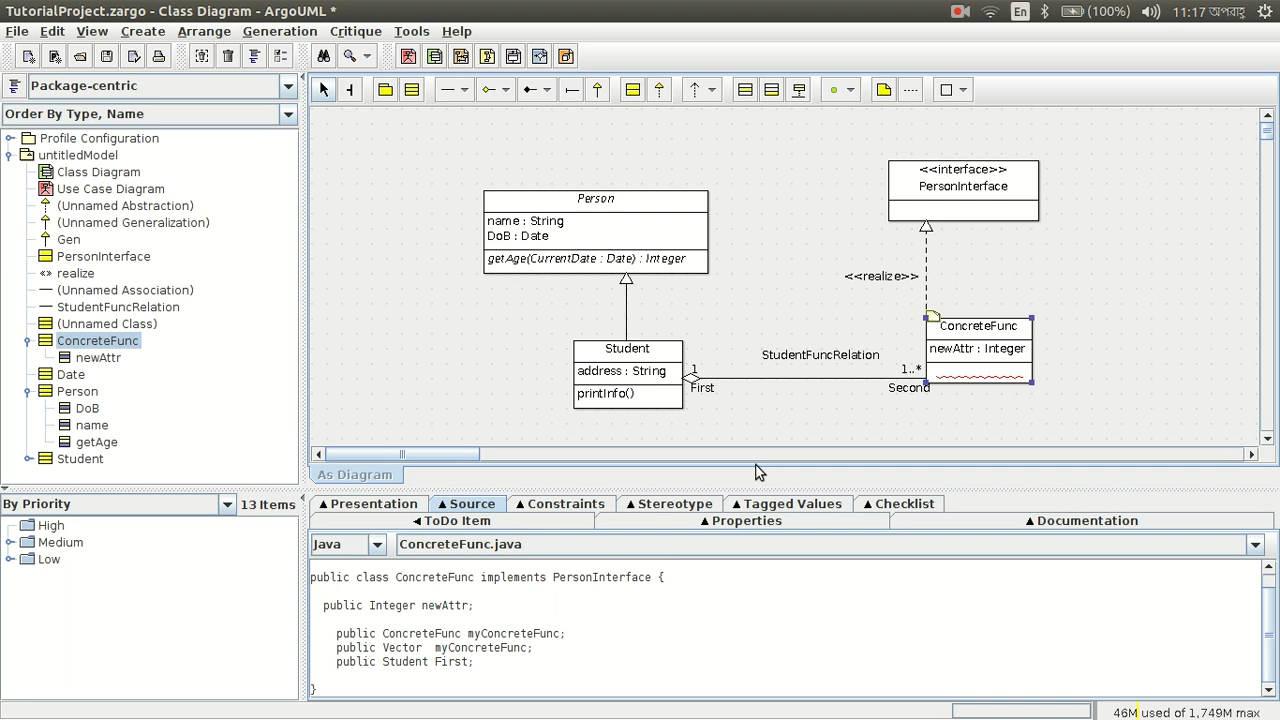 TutorialProject.zargo - Class Diagram - ArgoUML *
En (100%) 11:17 অপরাহ্ণ
File Edit View Create Arrange Generation Critique Tools Help
Package-centric
Order By Type, Name
Profile Configuration
untitledModel
Class Diagram
Use Case Diagram
(Unnamed Abstraction)
(Unnamed Generalization)
Gen
PersonInterface
«» realize
(Unnamed Association)
StudentFuncRelation
(Unnamed Class)
ConcreteFunc
newAttr
Date
Person
DoB
name
getAge
Student
By Priority 13 Items
High
Medium
Low
Person
name : String
DoB : Date
getAge(CurrentDate : Date) : Integer
<<interface>>
PersonInterface
<<realize>>
ConcreteFunc
newAttr : Integer
Student
address : String
printInfo()
StudentFuncRelation
1
1..*
First
Second
As Diagram
Presentation Source Constraints Stereotype Tagged Values Checklist
ToDo Item Properties Documentation
Java ConcreteFunc.java
public class ConcreteFunc implements PersonInterface {
public Integer newAttr;
public ConcreteFunc myConcreteFunc;
public Vector  myConcreteFunc;
public Student First;
}
46M used of 1,749M max